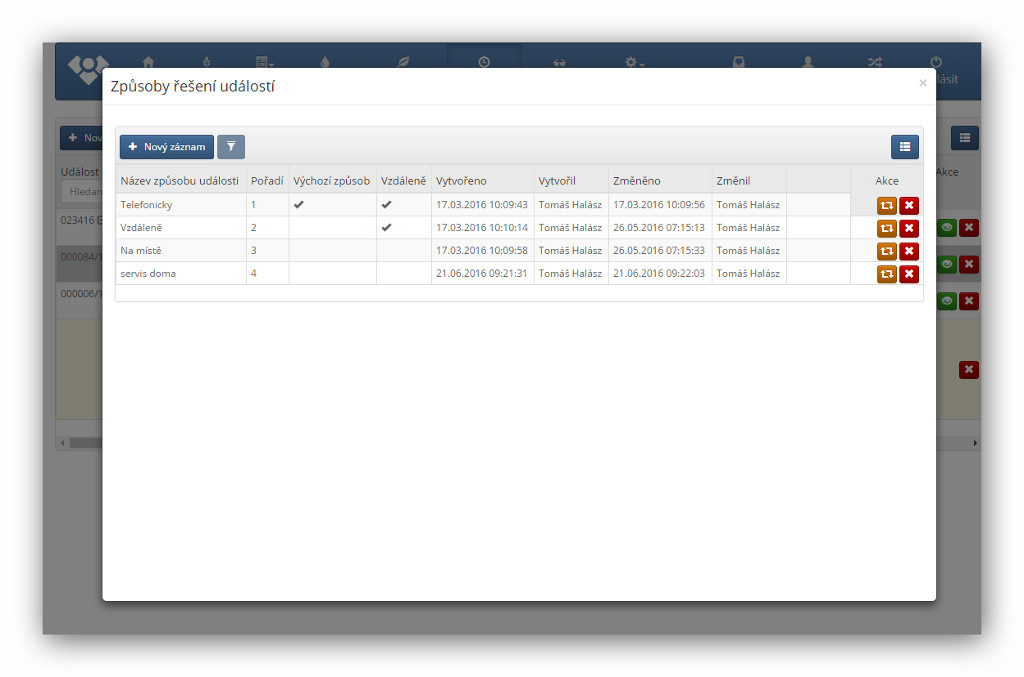 lásit
Způsoby řešení událostí
×
Nov
Nový záznam
Událost
Akce
Název způsobu události Pořadí Výchozí způsob Vzdáleně Vytvořeno Vytvořil Změněno Změnil Akce
Hledan
Telefonicky 1 17.03.2016 10:09:43 Tomáš Halász 17.03.2016 10:09:56 Tomáš Halász
023416
Vzdáleně 2 17.03.2016 10:10:14 Tomáš Halász 26.05.2016 07:15:13 Tomáš Halász
Na místě 3 17.03.2016 10:09:58 Tomáš Halász 26.05.2016 07:15:33 Tomáš Halász
000084/1
servis doma 4 21.06.2016 09:21:31 Tomáš Halász 21.06.2016 09:22:03 Tomáš Halász
000006/1